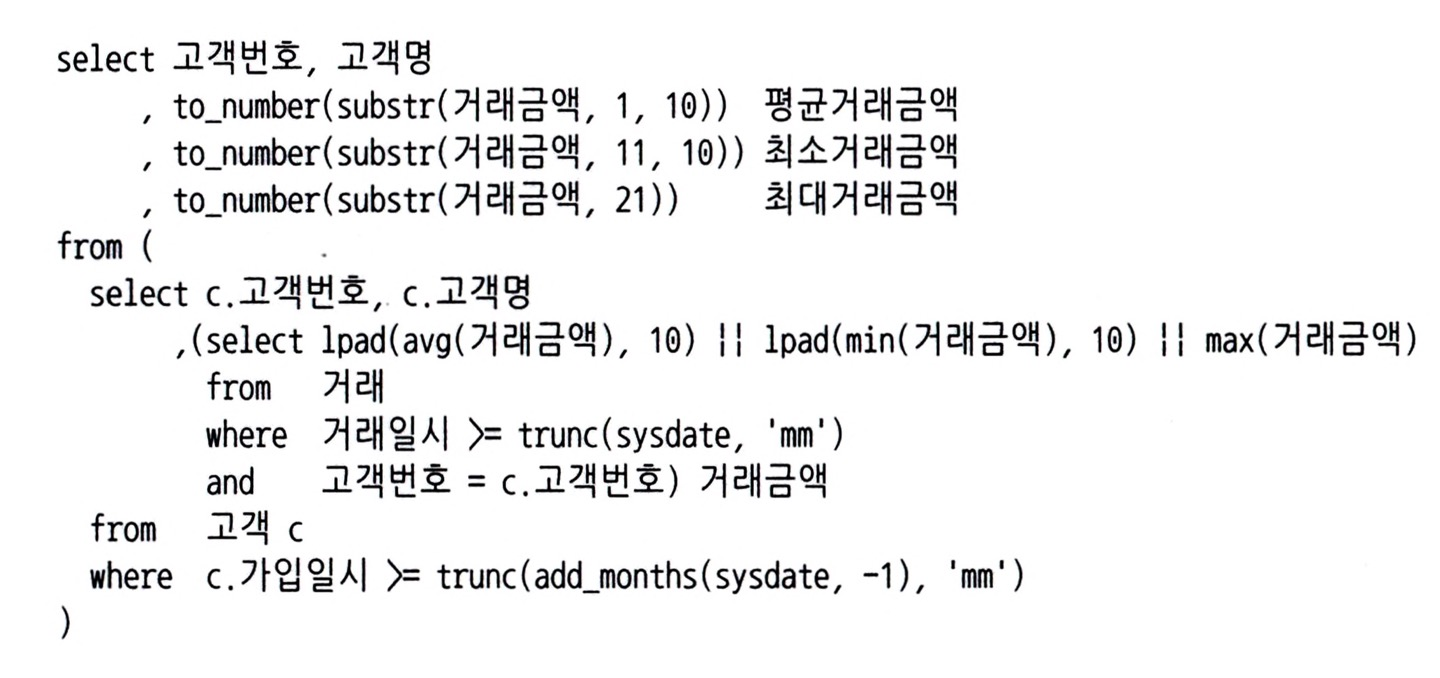 select 고객번호, 고객명
, to_number(substr(거래금액, 1, 10)) 평균거래금액
, to_number(substr(거래금액, 11, 10)) 최소거래금액
, to_number(substr(거래금액, 21)) 최대거래금액
from (
select c.고객번호, c.고객명
,(select lpad(avg(거래금액), 10) || lpad(min(거래금액), 10) || max(거래금액)
from 거래
where 거래일시 >= trunc(sysdate, 'mm')
and 고객번호 = c.고객번호) 거래금액
from 고객 c
where c.가입일시 >= trunc(add_months(sysdate, -1), 'mm')
)